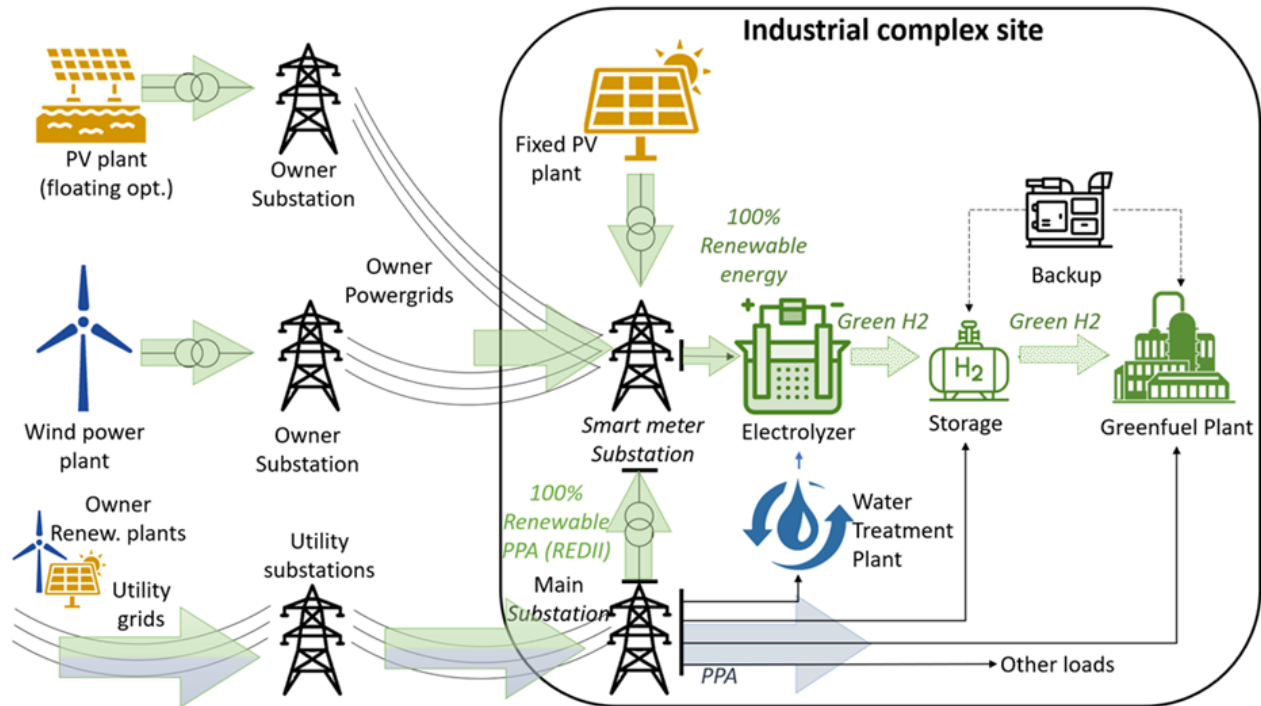 Industrial complex site
PV plant
(floating opt.)
Owner
Substation
Fixed PV
plant
100%
Renewable
energy
Backup
Owner
Powergrids
Green H2
Green H2
H2
Wind power
plant
Owner
Substation
Smart meter
Substation
Electrolyzer
Storage
Greenfuel Plant
Owner
Renew. plants
Utility
grids
Utility
substations
100%
Renewable
PPA (REDII)
Main
Substation
Water
Treatment
Plant
PPA
Other loads